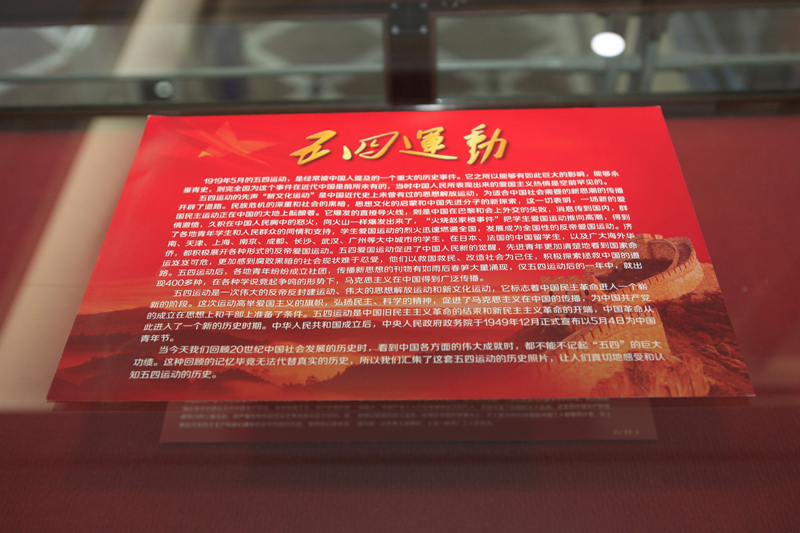 五四運動
1919年5月的五四运动，是经常被中国人提及的一个重大的历史事件。它之所以能够有如此巨大的影响，能够永
垂青史，则完全因为这个事件在近代中国是前所未有的，当时中国人民所表现出来的爱国主义热情是空前罕见的。
五四运动的先声“新文化运动”是中国近代史上未曾有过的思想解放运动，为适合中国社会需要的新思潮的传播
开辟了道路。民族危机的深重和社会的黑暗，思想文化的启蒙和中国先进分子的新探索，这一切表明，一场新的爱
国民主运动正在中国的大地上酝酿着。它爆发的直接导火线，则是中国在巴黎和会上外交的失败，消息传到国内，群
情激愤，久积在中国人民胸中的怒火，向火山一样爆发出来了，“火烧赵家楼事件”把学生爱国运动推向高潮，得到
了各地青年学生和人民群众的同情和支持，学生爱国运动的烈火迅速燃遍全国，发展成为全国性的反帝爱国运动。济
南、天津、上海、南京、成都、长沙、武汉、广州等大中城市的学生，在日本、法国的中国留学生，以及广大海外华
侨，都积极展开各种形式的反帝爱国运动。五四爱国运动促进了中国人民新的觉醒，先进青年更加清楚地看到国家命
运岌岌可危，更加感到腐败黑暗的社会现状难于忍受，他们以救国救民、改造社会为己任，积极探索拯救中国的道
路。五四运动后，各地青年纷纷成立社团，传播新思想的刊物有如雨后春笋大量涌现，仅五四运动后的一年中，就出
现400多种，在各种学说竞起争鸣的形势下，马克思主义在中国得到广泛传播。
五四运动是一次伟大的反帝反封建运动、伟大的思想解放运动和新文化运动，它标志着中国民主革命进入一个崭
新的阶段。这次运动高举爱国主义的旗帜，弘扬民主、科学的精神，促进了马克思主义在中国的传播，为中国共产党
的成立在思想上和干部上准备了条件。五四运动是中国旧民主主义革命的结束和新民主主义革命的开端，中国革命从
此进入了一个新的历史时期。中华人民共和国成立后，中央人民政府政务院于1949年12月正式宣布以5月4日为中国
青年节。
当今天我们回顾20世纪中国社会发展的历史时，看到中国各方面的伟大成就时，都不能不记起“五四”的巨大
功绩。这种回顾的记忆毕竟无法代替真实的历史，所以我们汇集了这套五四运动的历史照片，让人们真切地感受和认
知五四运动的历史。